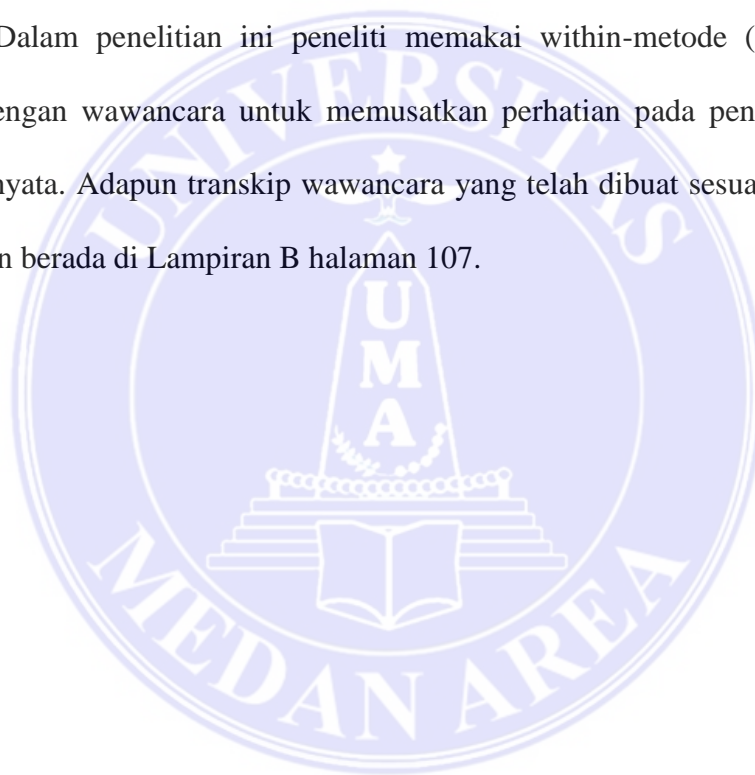 Dalam penelitian ini peneliti memakai within-metode (
engan wawancara untuk memusatkan perhatian pada pen
nyata. Adapun transkip wawancara yang telah dibuat sesua
n berada di Lampiran B halaman 107.
UNIVERSITAS
UMA
MEDAN AREA